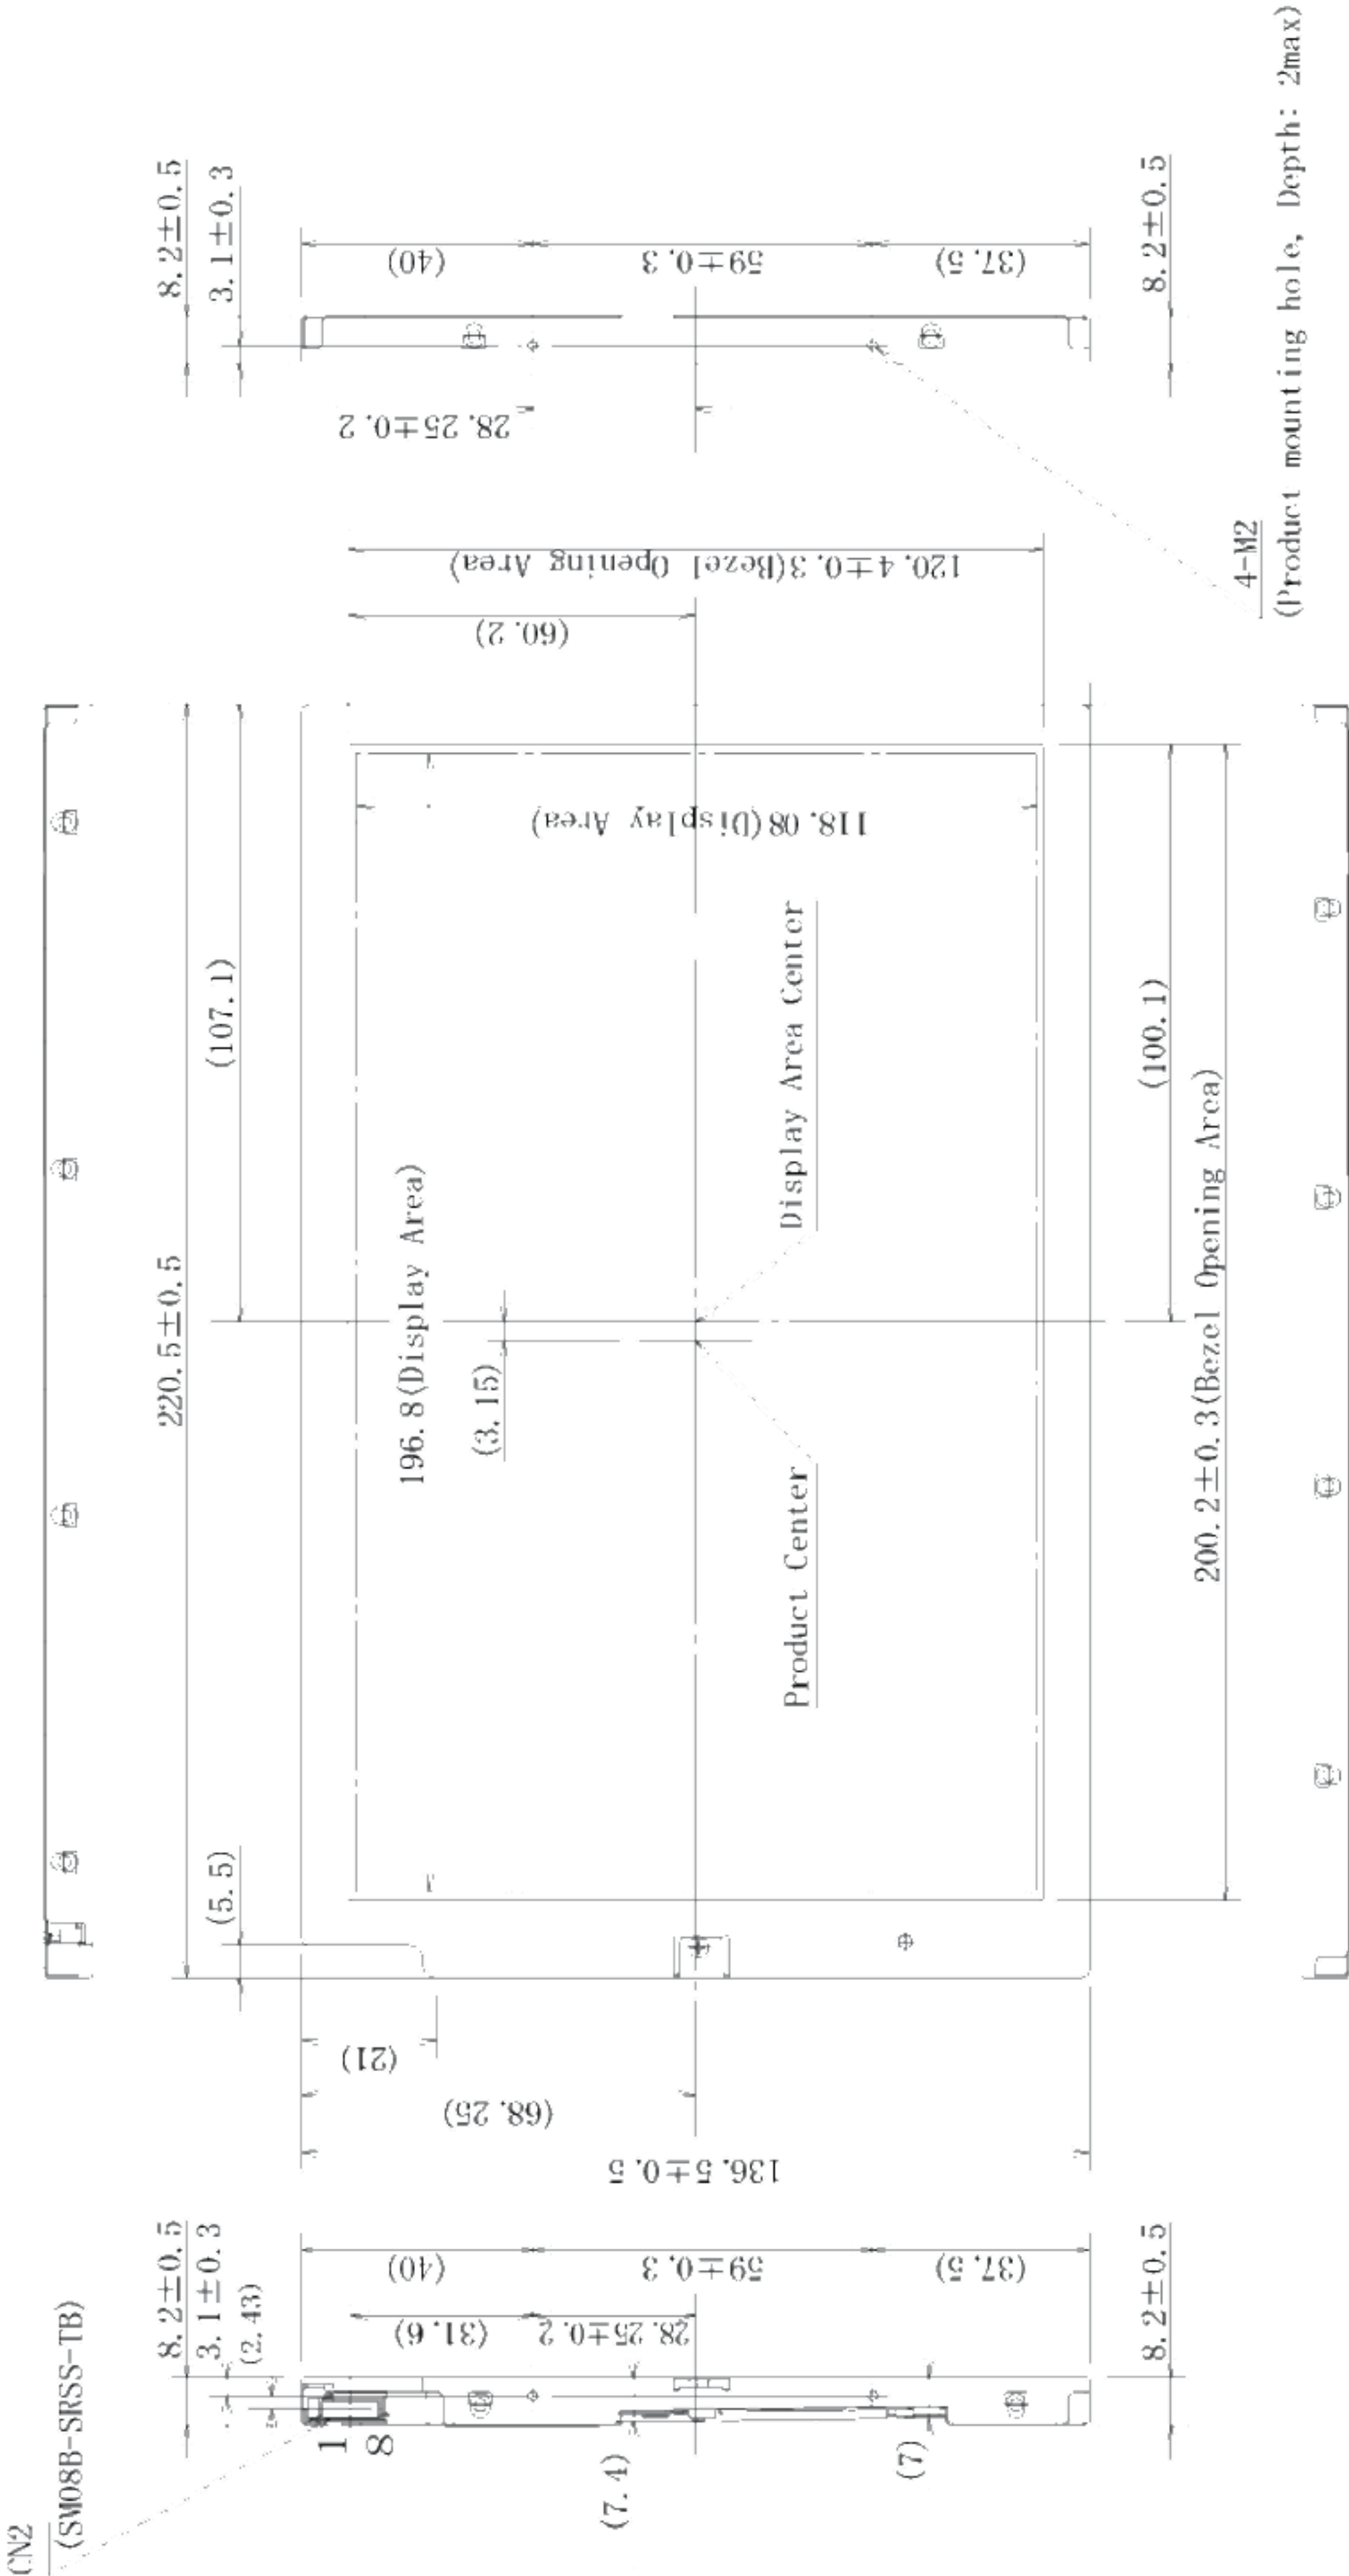 CN2
(SM08B-SRSS-TB)
8.2±0.5
3.1±0.3
(2.43)
1
8
(40)
59±0.3
(37.5)
(31.6)
28.25±0.2
(7.4)
(7)
8.2±0.5
220.5±0.5
(107.1)
(5.5)
(21)
(68.25)
136.5±0.5
196.8(Display Area)
(3.15)
118.08(Display Area)
Display Area Center
Product Center
(60.2)
120.4±0.3(Bezel Opening Area)
(100.1)
200.2±0.3(Bezel Opening Area)
8.2±0.5
3.1±0.3
(40)
59±0.3
(37.5)
28.25±0.2
8.2±0.5
4-M2
(Product mounting hole, Depth: 2max)